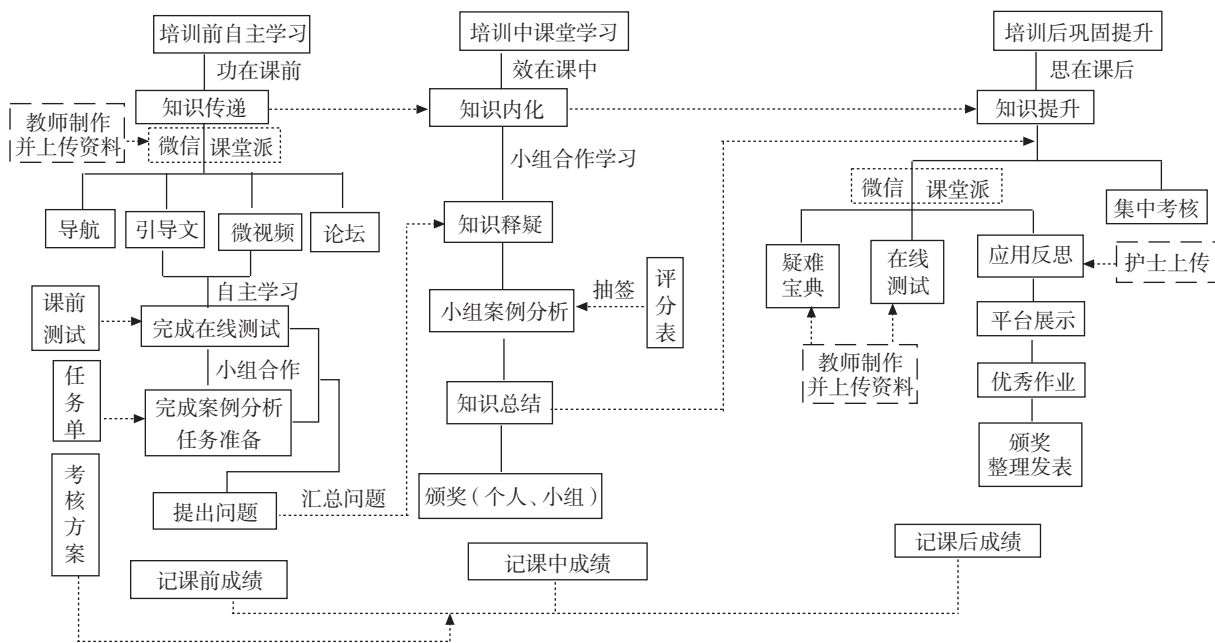 培训前自主学习
功在课前
知识传递
教师制作
并上传资料
微信 课堂派
导航
引导文
微视频
论坛
自主学习
课前
测试
完成在线测试
小组合作
任务单
完成案例分析
任务准备
考核方案
提出问题
汇总问题
记课前成绩
培训中课堂学习
效在课中
知识内化
小组合作学习
知识释疑
小组案例分析
抽签
评分表
知识总结
颁奖(个人、小组)
记课中成绩
培训后巩固提升
思在课后
知识提升
微信 课堂派
集中考核
疑难
宝典
在线
测试
应用反思
护士上传
教师制作
并上传资料
平台展示
优秀作业
颁奖
整理发表
记课后成绩